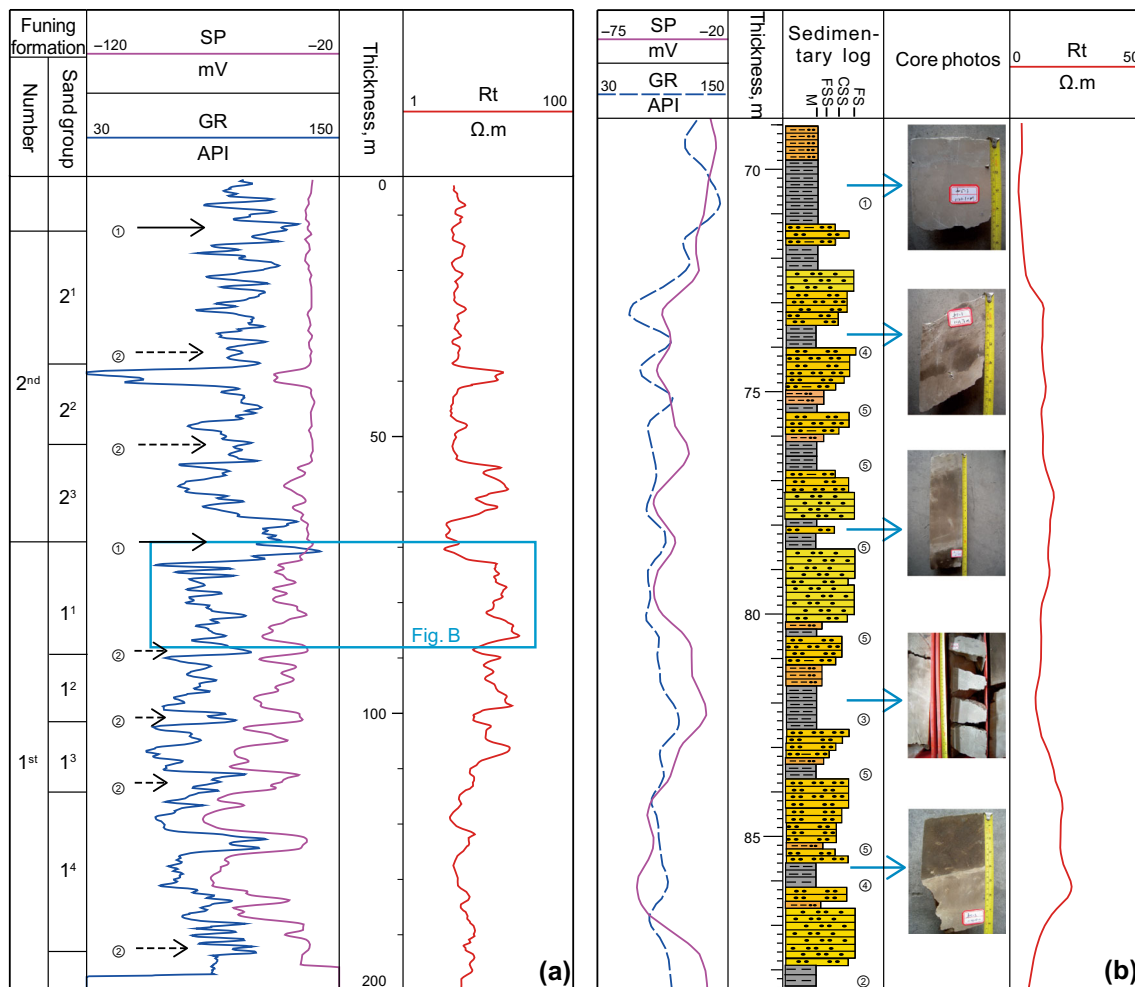 Funing
formation
Number
Sand group
–120 SP –20
mV
30 GR 150
API
Thickness, m
1 Rt 100
Ω.m
0
50
100
200
2nd
1st
2¹
2²
2³
1¹
1²
1³
1⁴
①
②
②
①
②
②
②
②
Fig. B
(a)
–75 SP –20
mV
30 GR 150
API
Thickness, m
Sedimen-
tary log
M
FSS
CSS
FS
Core photos
0 Rt 50
Ω.m
70
75
80
85
①
④
⑤
⑤
⑤
⑤
③
⑤
⑤
④
②
(b)